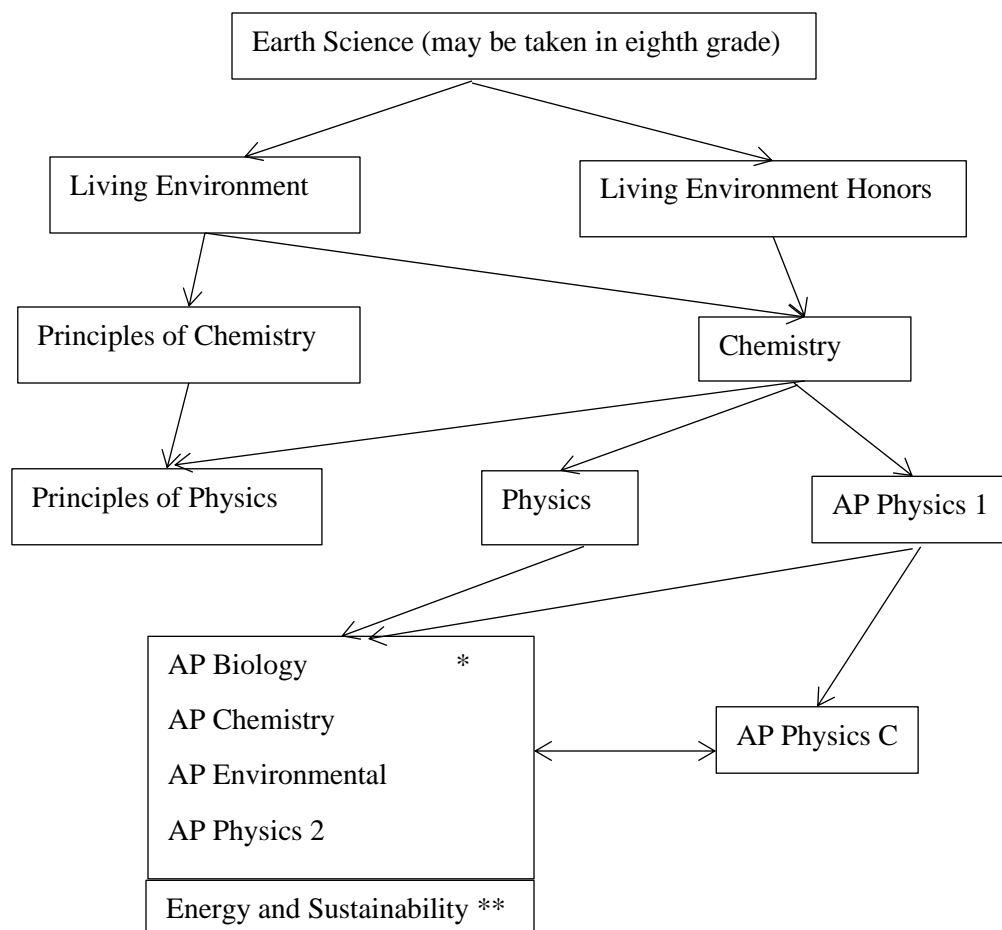 Earth Science (may be taken in eighth grade)
Living Environment
Living Environment Honors
Principles of Chemistry
Chemistry
Principles of Physics
Physics
AP Physics 1
AP Biology *
AP Chemistry
AP Environmental
AP Physics 2
AP Physics C
Energy and Sustainability **